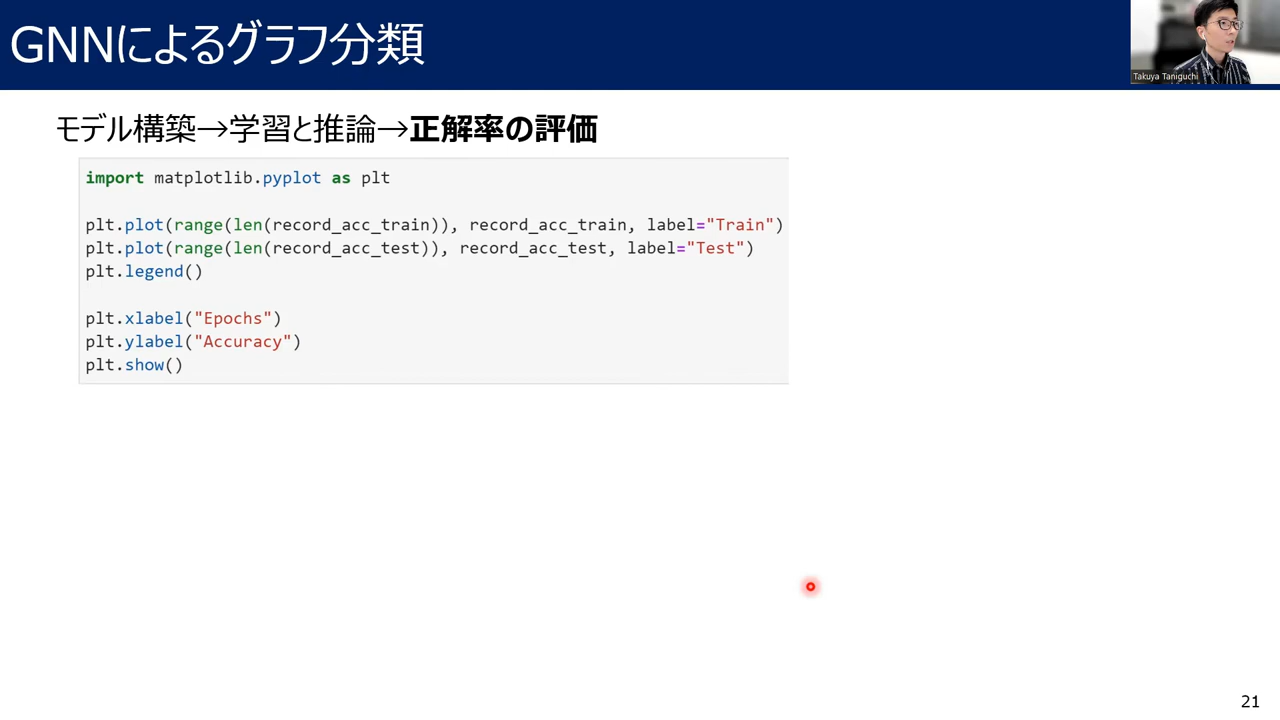 GNNによるグラフ分類
Takuya Taniguchi
モデル構築→学習と推論→正解率の評価
import matplotlib.pyplot as plt
plt.plot(range(len(record_acc_train)), record_acc_train, label="Train")
plt.plot(range(len(record_acc_test)), record_acc_test, label="Test")
plt.legend()
plt.xlabel("Epochs")
plt.ylabel("Accuracy")
plt.show()
21